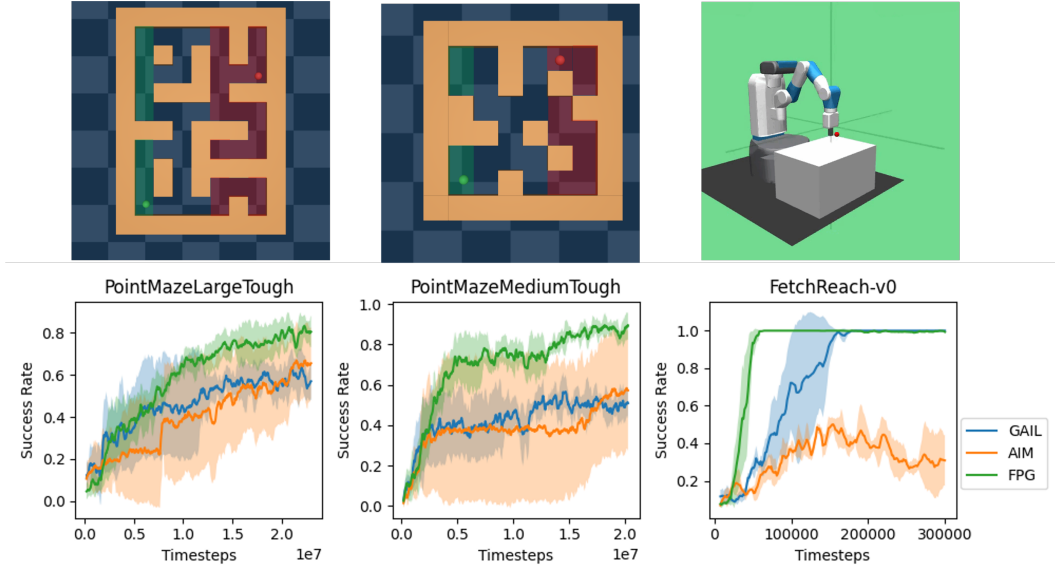 PointMazeLargeTough
PointMazeMediumTough
FetchReach-v0
Success Rate
0.8
0.6
0.4
0.2
0.0
0.0
0.5
1.0
1.5
2.0
1e7
Timesteps
Success Rate
1.0
0.8
0.6
0.4
0.2
0.0
0.0
0.5
1.0
1.5
2.0
1e7
Timesteps
Success Rate
1.0
0.8
0.6
0.4
0.2
100000
200000
300000
Timesteps
GAIL
AIM
FPG